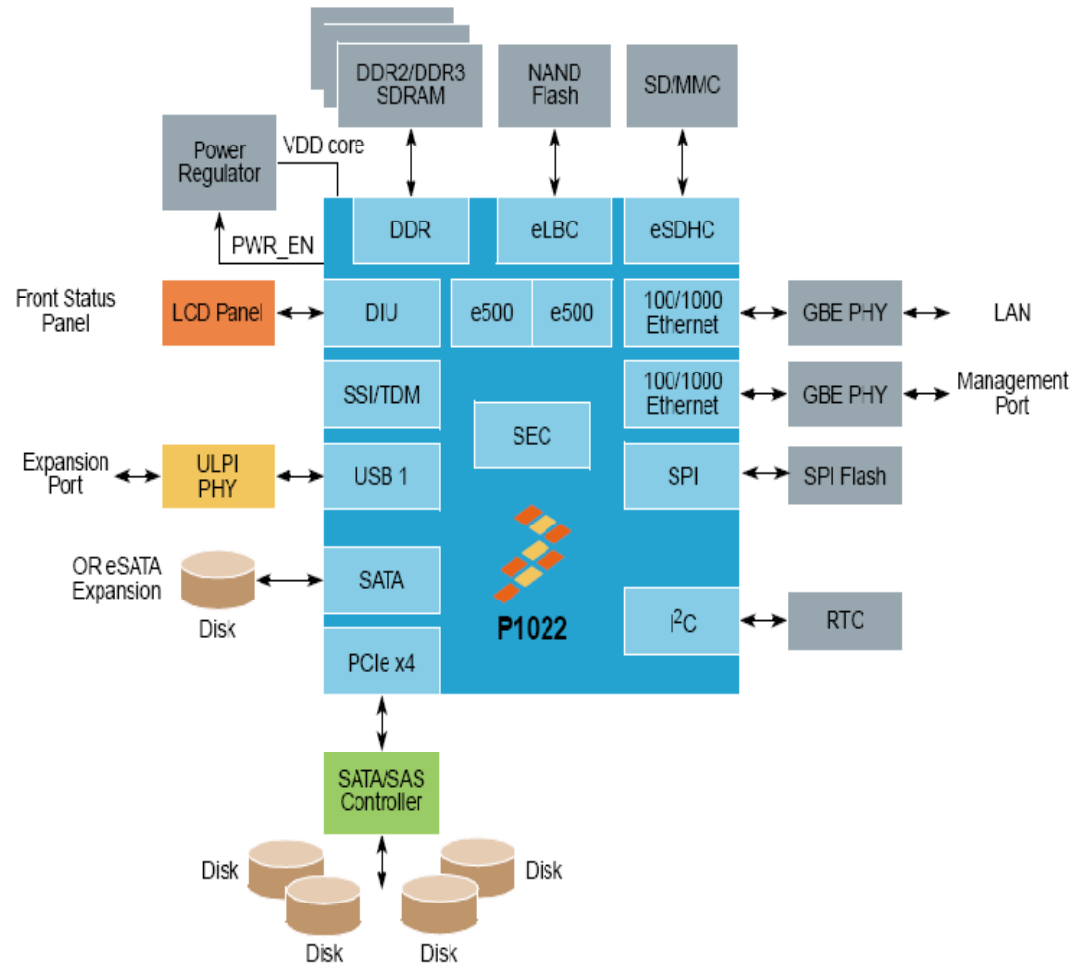 DDR2/DDR3
SDRAM
NAND
Flash
SD/MMC
Power
Regulator
VDD core
PWR_EN
DDR
eLBC
eSDHC
Front Status
Panel
LCD Panel
DIU
e500
e500
100/1000
Ethernet
GBE PHY
LAN
SSI/TDM
100/1000
Ethernet
GBE PHY
Management
Port
SEC
Expansion
Port
ULPI
PHY
USB 1
SPI
SPI Flash
OR eSATA
Expansion
Disk
SATA
P1022
I²C
RTC
PCIe x4
SATA/SAS
Controller
Disk
Disk
Disk
Disk